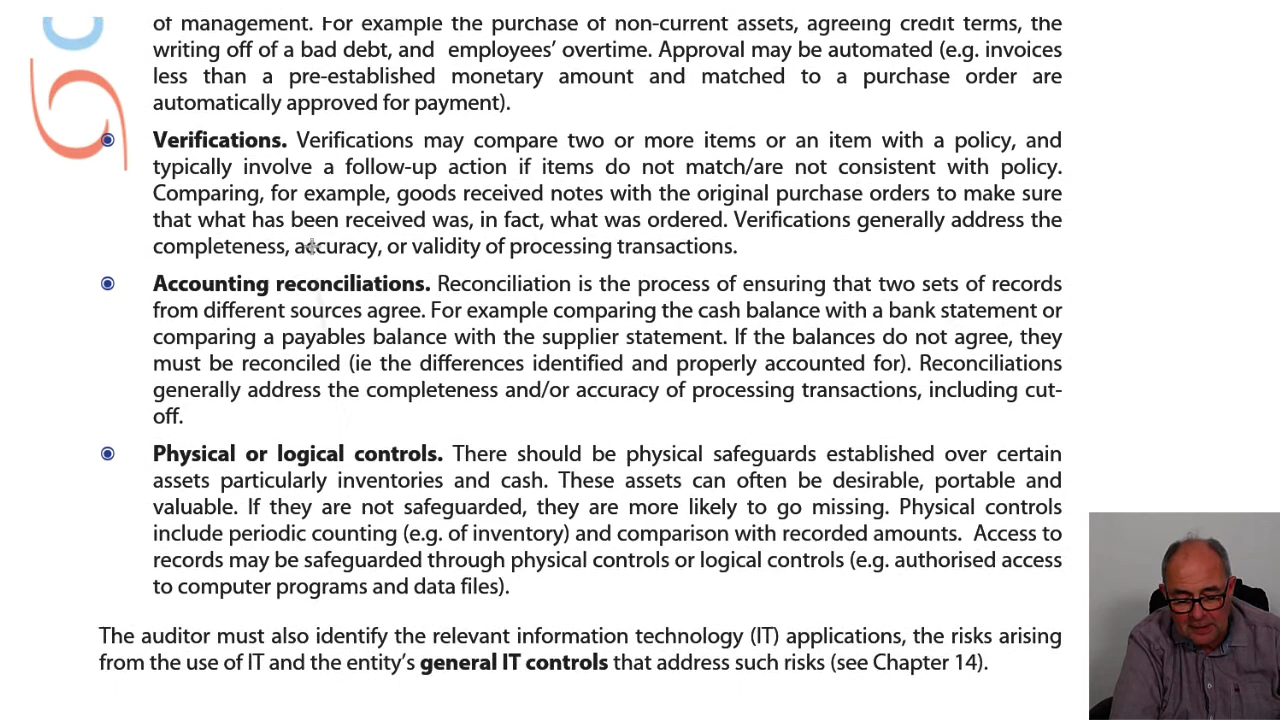 of management. For example the purchase of non-current assets, agreeing credit terms, the
writing off of a bad debt, and employees’ overtime. Approval may be automated (e.g. invoices
less than a pre-established monetary amount and matched to a purchase order are
automatically approved for payment).
Verifications. Verifications may compare two or more items or an item with a policy, and
typically involve a follow-up action if items do not match/are not consistent with policy.
Comparing, for example, goods received notes with the original purchase orders to make sure
that what has been received was, in fact, what was ordered. Verifications generally address the
completeness, accuracy, or validity of processing transactions.
Accounting reconciliations. Reconciliation is the process of ensuring that two sets of records
from different sources agree. For example comparing the cash balance with a bank statement or
comparing a payables balance with the supplier statement. If the balances do not agree, they
must be reconciled (ie the differences identified and properly accounted for). Reconciliations
generally address the completeness and/or accuracy of processing transactions, including cut-
off.
Physical or logical controls. There should be physical safeguards established over certain
assets particularly inventories and cash. These assets can often be desirable, portable and
valuable. If they are not safeguarded, they are more likely to go missing. Physical controls
include periodic counting (e.g. of inventory) and comparison with recorded amounts. Access to
records may be safeguarded through physical controls or logical controls (e.g. authorised access
to computer programs and data files).
The auditor must also identify the relevant information technology (IT) applications, the risks arising
from the use of IT and the entity’s general IT controls that address such risks (see Chapter 14).